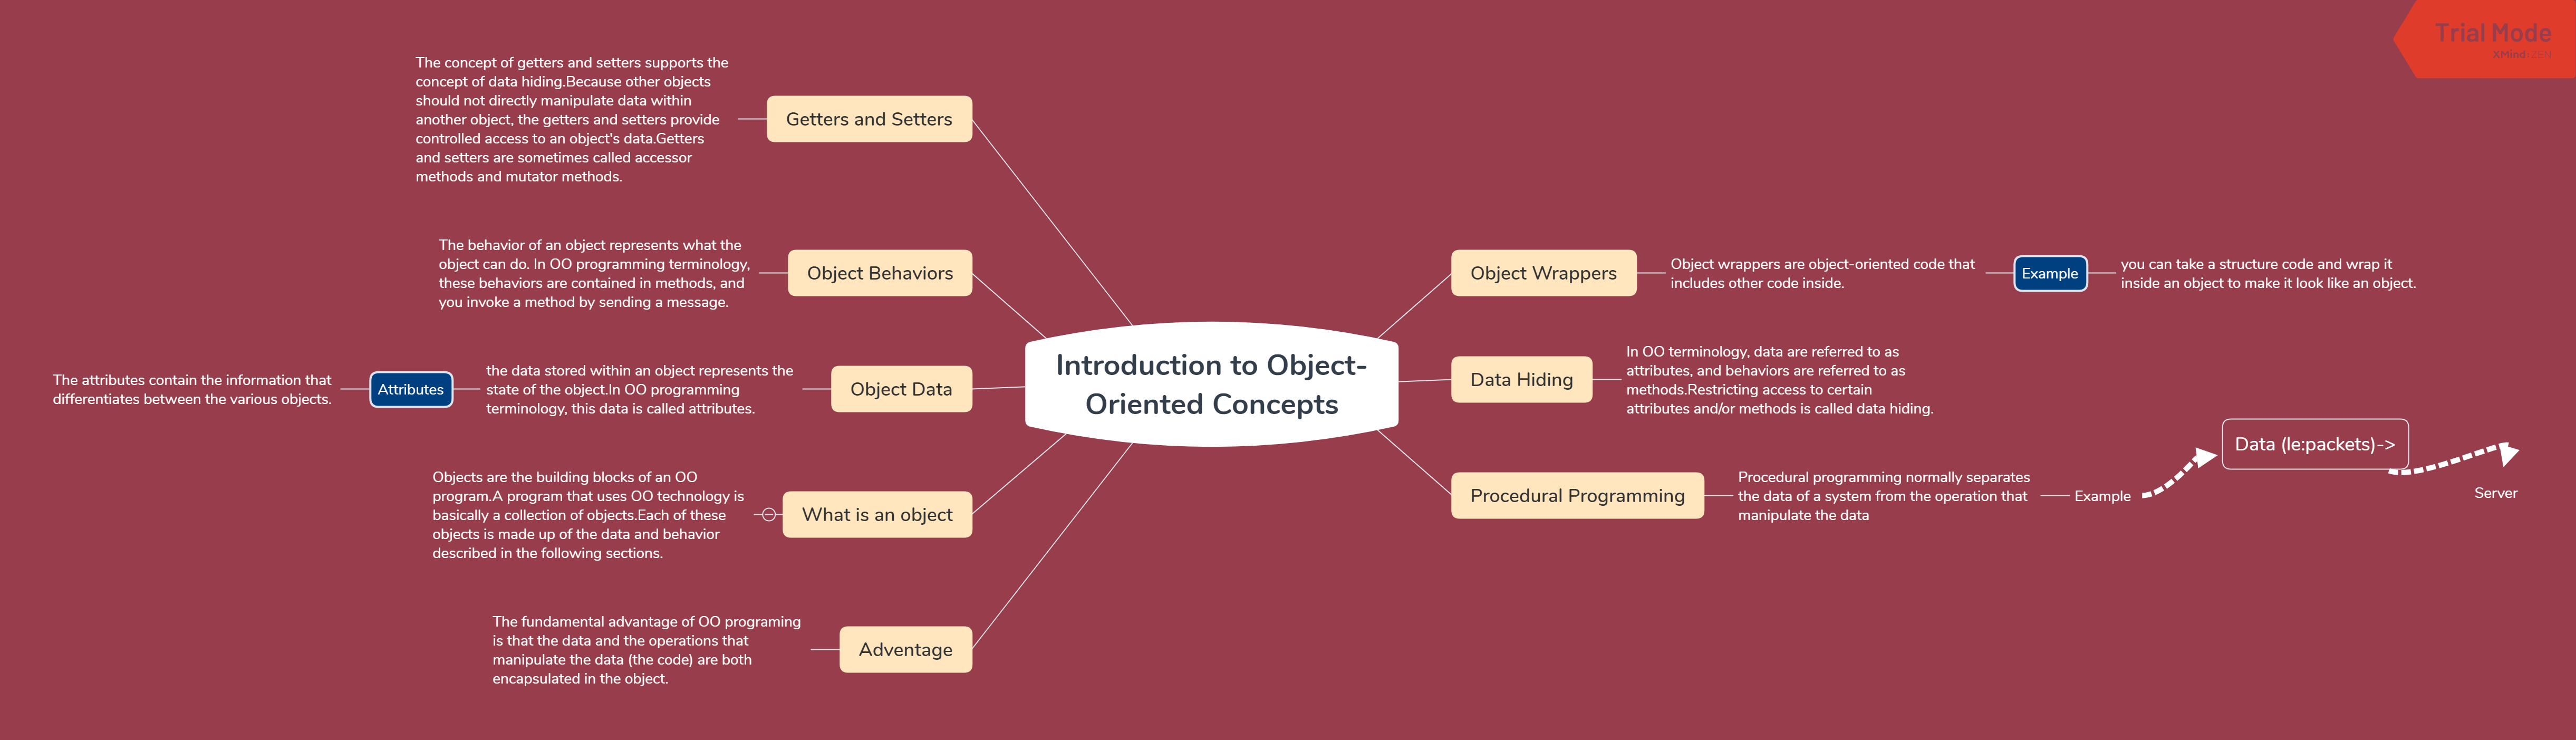 Trial Mode
XMind:ZEN
Introduction to Object-
Oriented Concepts
Object Wrappers
Object wrappers are object-oriented code that
includes other code inside.
Example
you can take a structure code and wrap it
inside an object to make it look like an object.
Data Hiding
In OO terminology, data are referred to as
attributes, and behaviors are referred to as
methods.Restricting access to certain
attributes and/or methods is called data hiding.
Procedural Programming
Procedural programming normally separates
the data of a system from the operation that
manipulate the data
Example
Data (le:packets)->
Server
Getters and Setters
The concept of getters and setters supports the
concept of data hiding.Because other objects
should not directly manipulate data within
another object, the getters and setters provide
controlled access to an object's data.Getters
and setters are sometimes called accessor
methods and mutator methods.
Object Behaviors
The behavior of an object represents what the
object can do. In OO programming terminology,
these behaviors are contained in methods, and
you invoke a method by sending a message.
Object Data
the data stored within an object represents the
state of the object.In OO programming
terminology, this data is called attributes.
Attributes
The attributes contain the information that
differentiates between the various objects.
What is an object
Objects are the building blocks of an OO
program.A program that uses OO technology is
basically a collection of objects.Each of these
objects is made up of the data and behavior
described in the following sections.
Adventage
The fundamental advantage of OO programing
is that the data and the operations that
manipulate the data (the code) are both
encapsulated in the object.